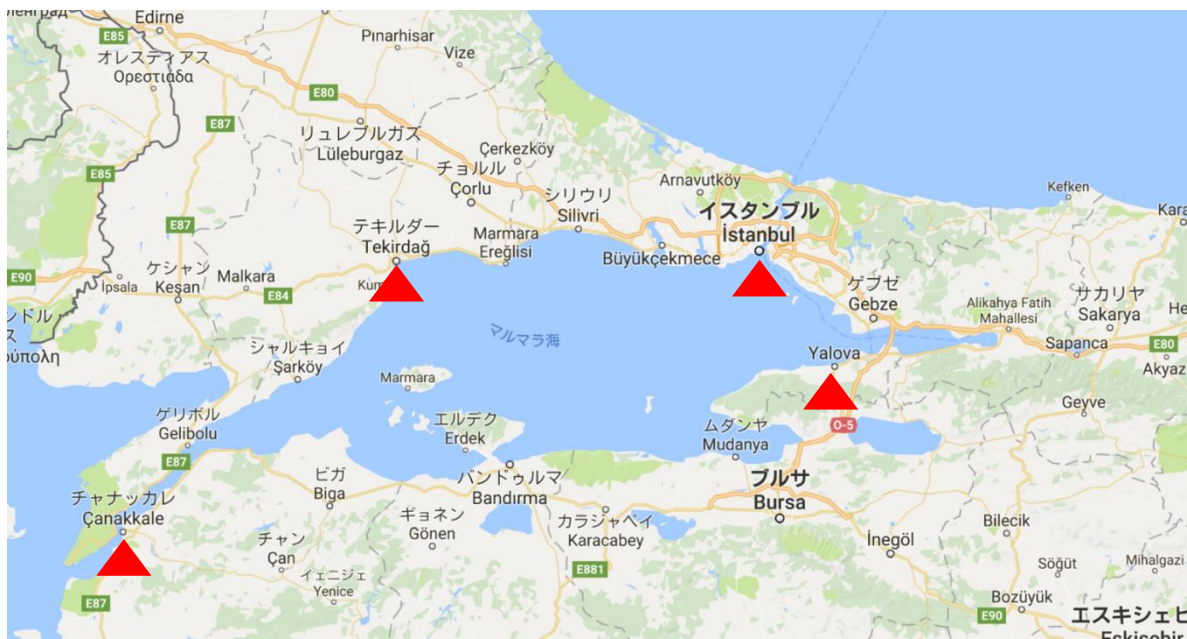 Edirne
E85
オレスティアス
Ορεστιάδα
Pınarhisar
Vize
E80
E87
リュレブルガズ
Lüleburgaz
Çerkezköy
E85
チョルル
Çorlu
シリウリ
Silivri
Arnavutköy
Kefken
イスタンブル
İstanbul
E87
テキルダー
Tekirdağ
Marmara
Ereğlisi
Büyükçekmece
E90
İpsala
ケシャン
Keşan
Malkara
E84
ゲブゼ
Gebze
Alikahya Fatih
Mahallesi
サカリヤ
Sakarya
マルマラ海
シャルキョイ
Şarköy
Yalova
Sapanca
E80
Marmara
Geyve
ゲリボル
Gelibolu
エルデク
Erdek
ムダンヤ
Mudanya
O-5
E87
チャナッカレ
Çanakkale
ビガ
Biga
バンドゥルマ
Bandırma
ブルサ
Bursa
ギョネン
Gönen
カラジャベイ
Karacabey
Bilecik
İnegöl
チャン
Çan
イェニジェ
Yenice
E881
Söğüt
Mihalgazi
E87
Bozüyük
E90